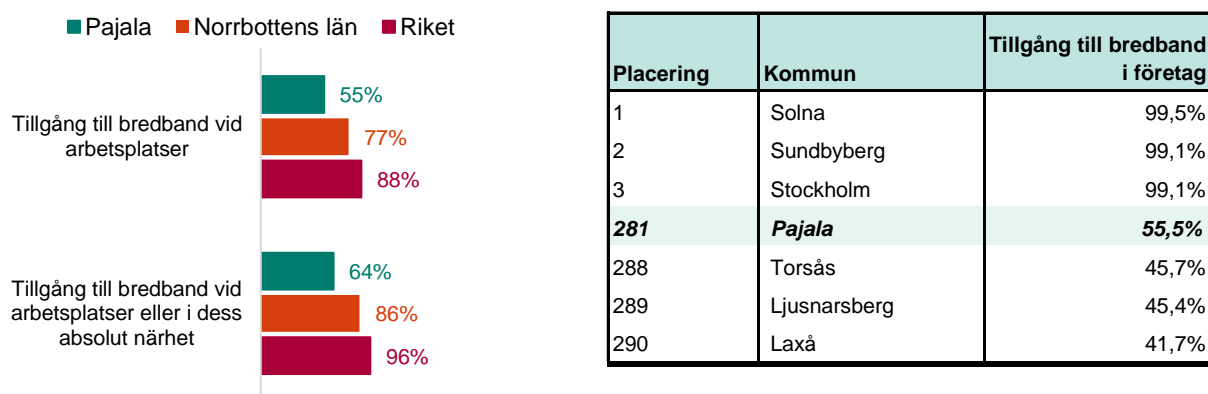 Pajala Norrbottens län Riket
Tillgång till bredband vid
arbetsplatser
55%
77%
88%
Tillgång till bredband vid
arbetsplatser eller i dess
absolut närhet
64%
86%
96%
Placering Kommun Tillgång till bredband
i företag
1 Solna 99,5%
2 Sundbyberg 99,1%
3 Stockholm 99,1%
281 Pajala 55,5%
288 Torsås 45,7%
289 Ljusnarsberg 45,4%
290 Laxå 41,7%